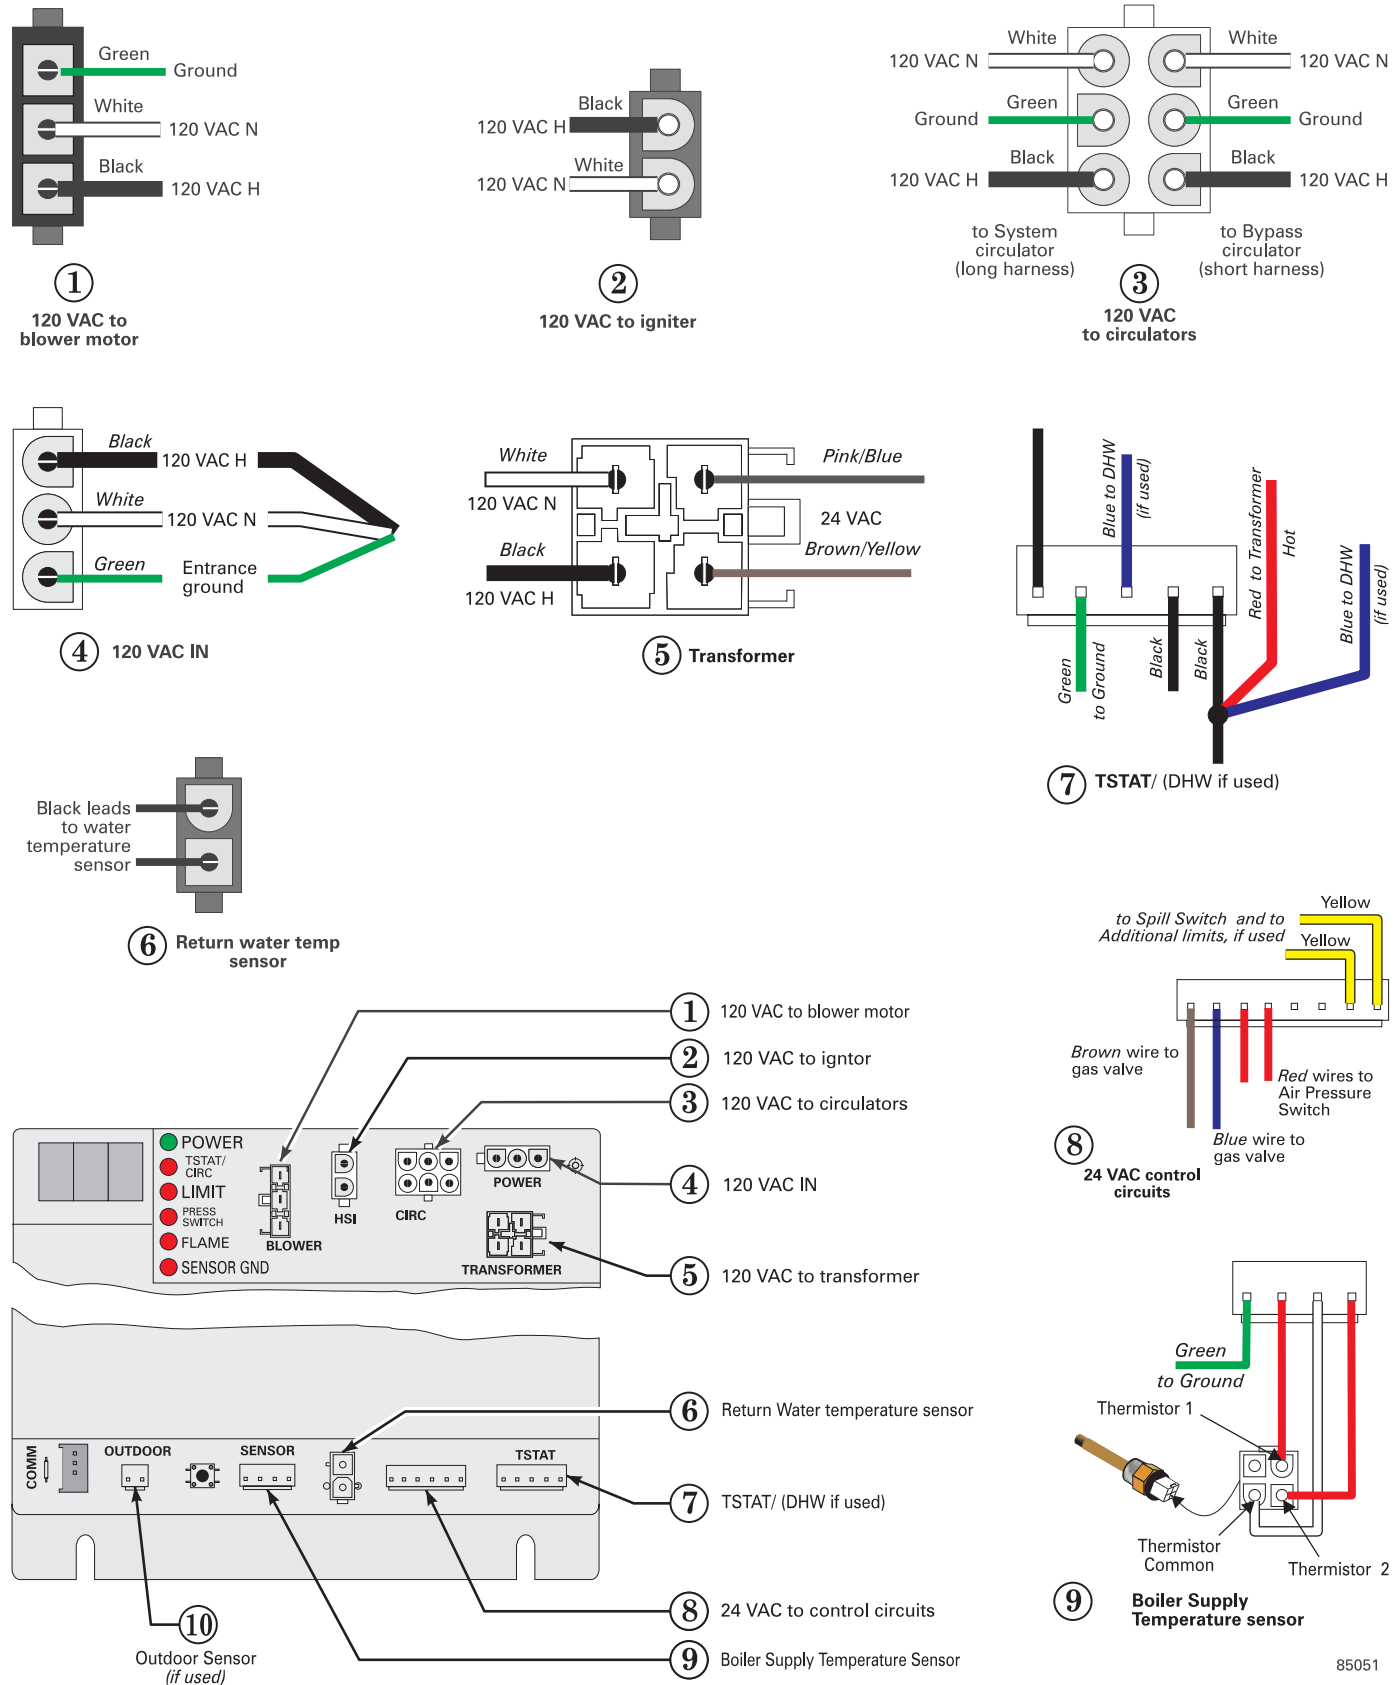 Green
Ground
White
120 VAC N
Black
120 VAC H
1
120 VAC to
blower motor
Black
120 VAC H
White
120 VAC N
2
120 VAC to igniter
White
120 VAC N
Green
Ground
Black
120 VAC H
White
120 VAC N
Green
Ground
Black
120 VAC H
to System
circulator
(long harness)
to Bypass
circulator
(short harness)
3
120 VAC
to circulators
Black
120 VAC H
White
120 VAC N
Green
Entrance
ground
4
120 VAC IN
White
120 VAC N
Black
120 VAC H
Pink/Blue
24 VAC
Brown/Yellow
5
Transformer
Blue to DHW
(if used)
Red to Transformer
Hot
Blue to DHW
(if used)
Green
to Ground
Black
Black
7
TSTAT/ (DHW if used)
Black leads
to water
temperature
sensor
6
Return water temp
sensor
Yellow
to Spill Switch and to
Additional limits, if used
Yellow
Brown wire to
gas valve
Red wires to
Air Pressure
Switch
Blue wire to
gas valve
8
24 VAC control
circuits
1
120 VAC to blower motor
2
120 VAC to igntor
3
120 VAC to circulators
4
120 VAC IN
5
120 VAC to transformer
POWER
TSTAT/
CIRC
LIMIT
PRESS
SWITCH
FLAME
SENSOR GND
BLOWER
HSI
CIRC
POWER
TRANSFORMER
6
Return Water temperature sensor
7
TSTAT/ (DHW if used)
8
24 VAC to control circuits
9
Boiler Supply Temperature Sensor
COMM
OUTDOOR
SENSOR
TSTAT
10
Outdoor Sensor
(if used)
Green
to Ground
Thermistor 1
Thermistor
Common
Thermistor 2
9
Boiler Supply
Temperature sensor
85051